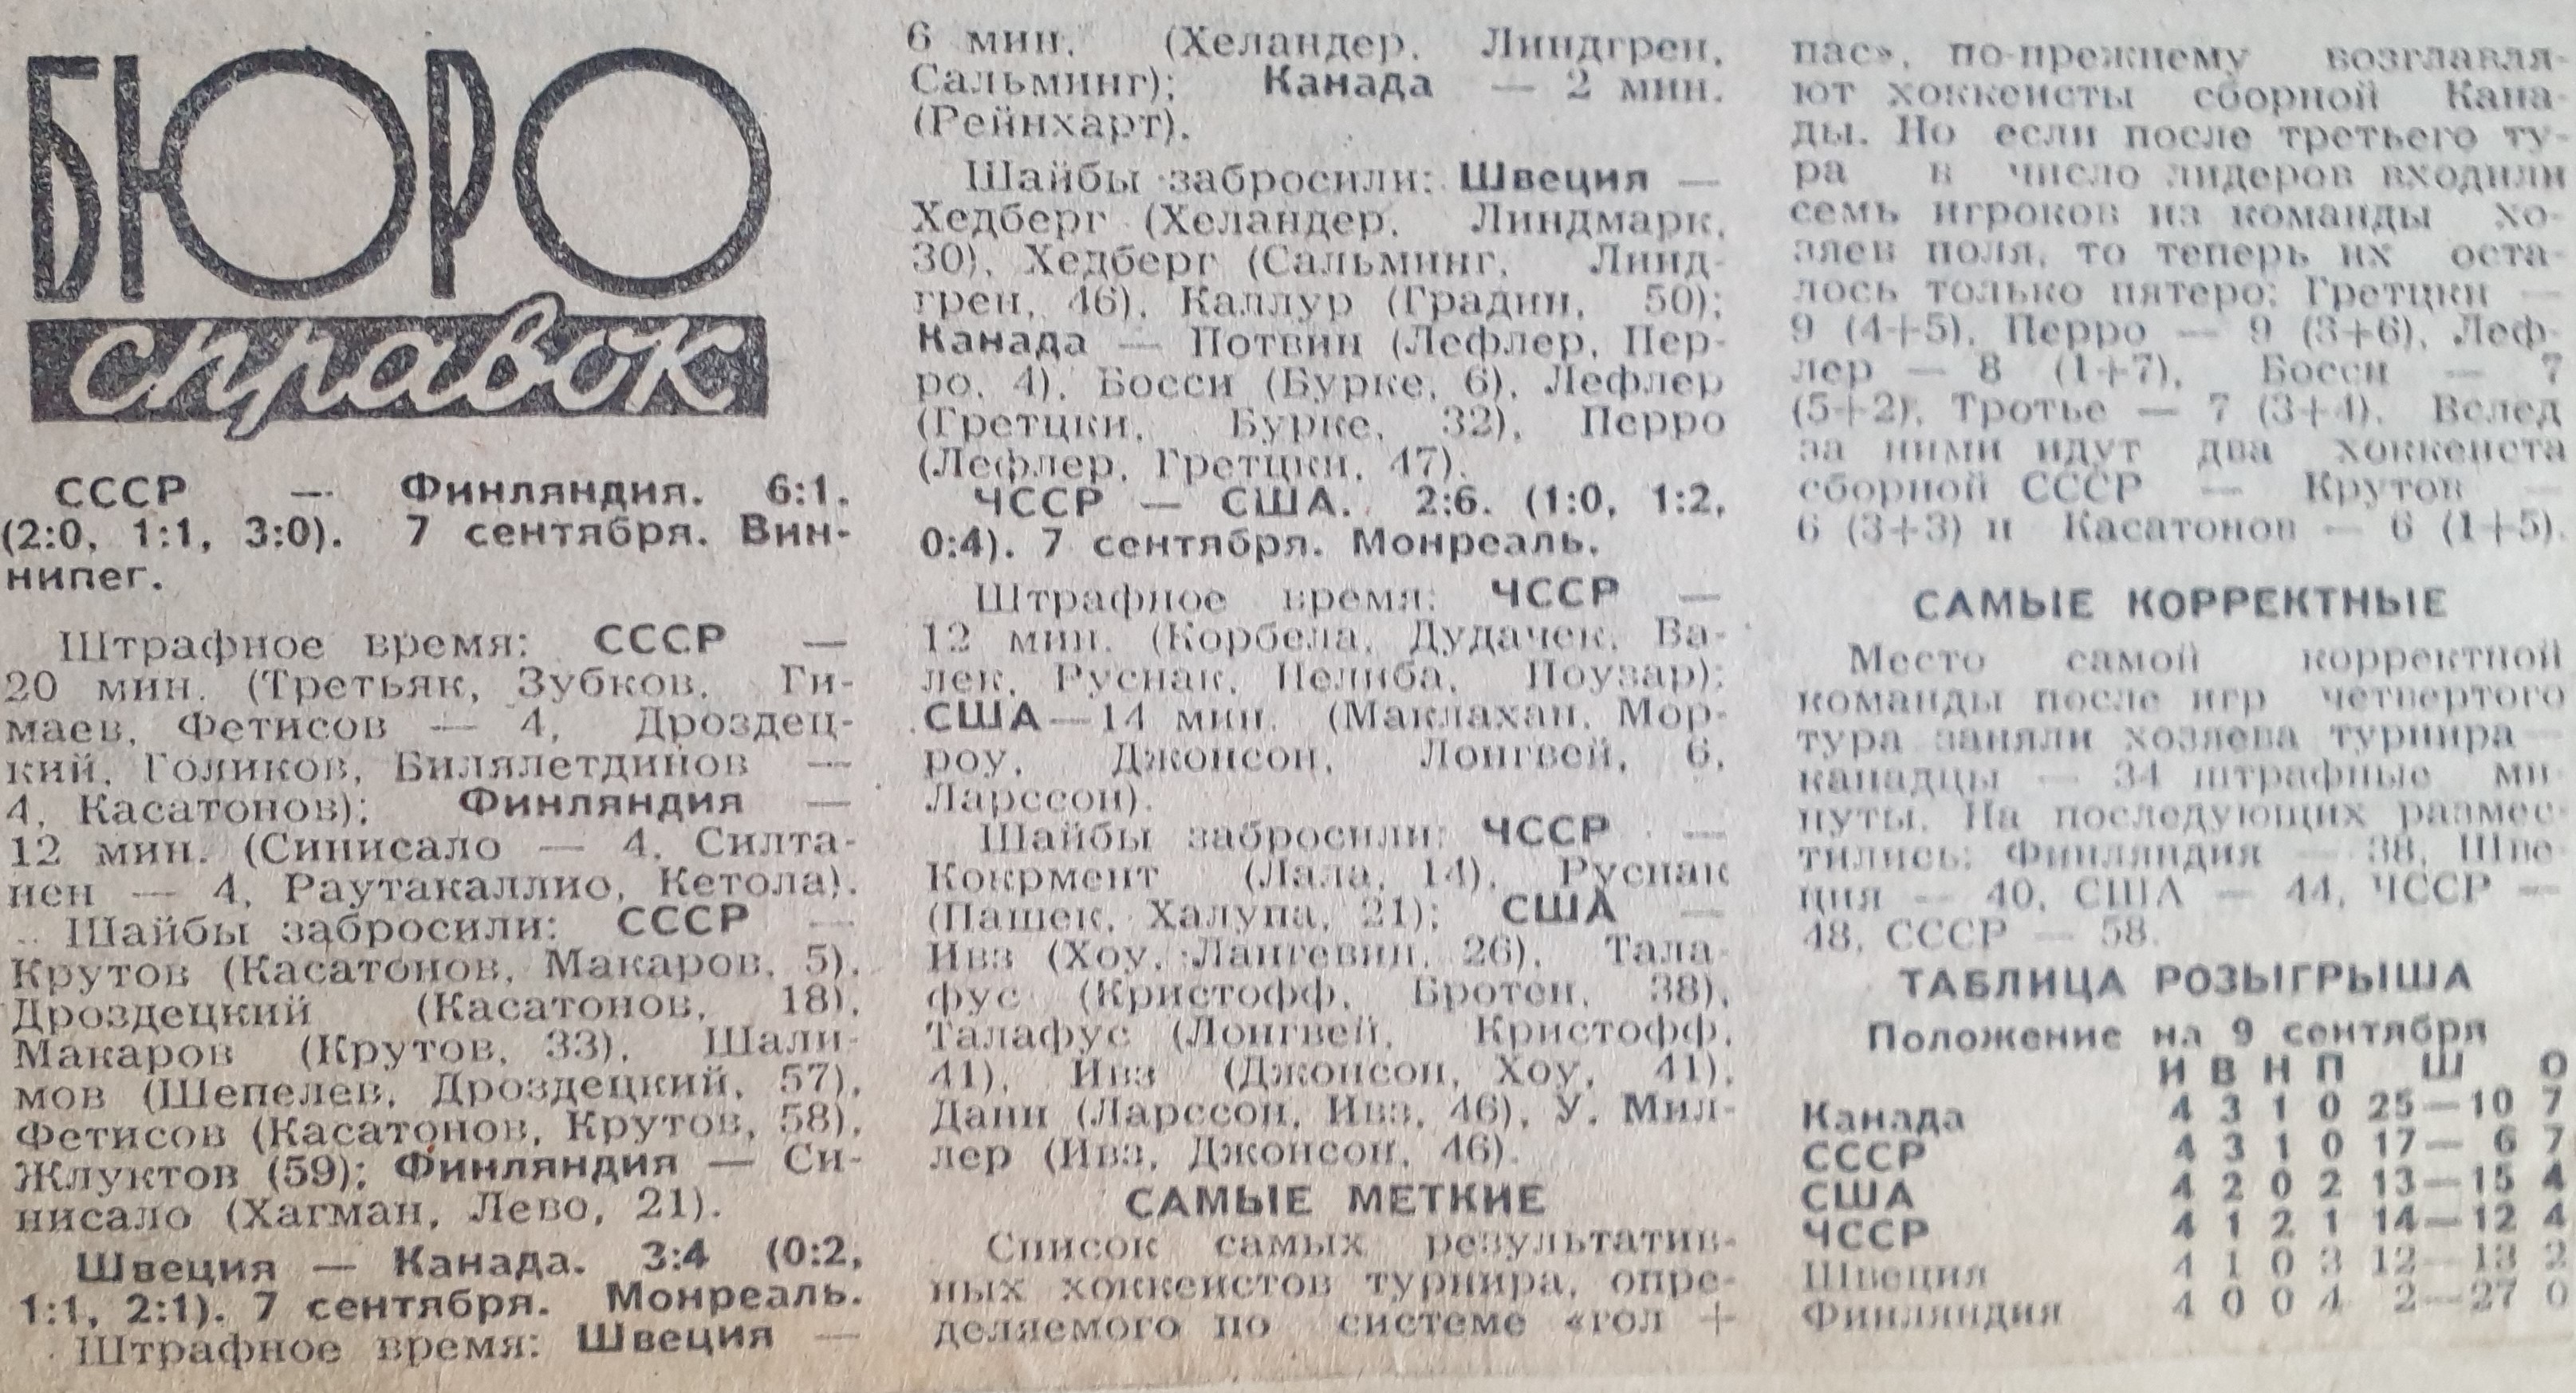 БЮРО
справок
СССР — Финляндия. 6:1.
(2:0, 1:1, 3:0). 7 сентября. Вин-
нипег.
Штрафное время: СССР —
20 мин. (Третьяк, Зубков, Ги-
маев, Фетисов — 4, Дроздец-
кий, Голиков, Билялетдинов —
4, Касатонов); Финляндия —
12 мин. (Синисало — 4, Силта-
нен — 4, Раутакаллио, Кетола).
Шайбы забросили: СССР —
Крутов (Касатонов, Макаров, 5),
Дроздецкий (Касатонов, 18),
Макаров (Крутов, 33), Шали-
мов (Шепелев, Дроздецкий, 57),
Фетисов (Касатонов, Крутов, 58),
Жлуктов (59); Финляндия — Си-
нисало (Хагман, Лево, 21).
Швеция — Канада. 3:4 (0:2,
1:1, 2:1). 7 сентября. Монреаль.
Штрафное время: Швеция —
6 мин. (Хеландер, Линдгрен,
Сальминг); Канада — 2 мин.
(Рейнхарт).
Шайбы забросили: Швеция —
Хедберг (Хеландер, Линдмарк,
30), Хедберг (Сальминг, Линд-
грен, 46), Каллур (Градин, 50);
Канада — Потвин (Лефлер, Пер-
ро, 4), Босси (Бурке, 6), Лефлер
(Гретцки, Бурке, 32), Перро
(Лефлер, Гретцки, 47).
ЧССР — США. 2:6. (1:0, 1:2,
0:4). 7 сентября. Монреаль.
Штрафное время: ЧССР —
12 мин. (Корбела, Дудачек, Ва-
лек, Руснак, Нелиба, Поузар);
США — 14 мин. (Маклахан, Мор-
роу, Джонсон, Лонгвей, 6,
Ларссон).
Шайбы забросили: ЧССР —
Кокрмент (Лала, 14), Руснак
(Пашек, Халупа, 21); США —
Ивз (Хоу, Лангевин, 26), Тала-
фус (Кристофф, Бротен, 38),
Талафус (Лонгвей, Кристофф,
41), Ивз (Джонсон, Хоу, 41),
Данн (Ларссон, Ивз, 46), У. Мил-
лер (Ивз, Джонсон, 46).
САМЫЕ МЕТКИЕ
Список самых результатив-
ных хоккеистов турнира, опре-
деляемого по системе «гол +
пас», по-прежнему возглавля-
ют хоккеисты сборной Кана-
ды. Но если после третьего ту-
ра в число лидеров входили
семь игроков из команды хо-
зяев поля, то теперь их оста-
лось только пятеро: Гретцки —
9 (4+5), Перро — 9 (3+6), Леф-
лер — 8 (1+7), Босси — 7
(5+2), Тротье — 7 (3+4). Вслед
за ними идут два хоккеиста
сборной СССР — Крутов —
6 (3+3) и Касатонов — 6 (1+5).
САМЫЕ КОРРЕКТНЫЕ
Место самой корректной
команды после игр четвертого
тура заняли хозяева турнира —
канадцы — 34 штрафные ми-
нуты. На последующих размес-
тились: Финляндия — 38, Шве-
ция — 40, США — 44, ЧССР —
48, СССР — 58.
ТАБЛИЦА РОЗЫГРЫША
Положение на 9 сентября
И В Н П Ш О
Канада 4 3 1 0 25—10 7
СССР 4 3 1 0 17— 6 7
США 4 2 0 2 13—15 4
ЧССР 4 1 2 1 14—12 4
Швеция 4 1 0 3 12—13 2
Финляндия 4 0 0 4 2—27 0